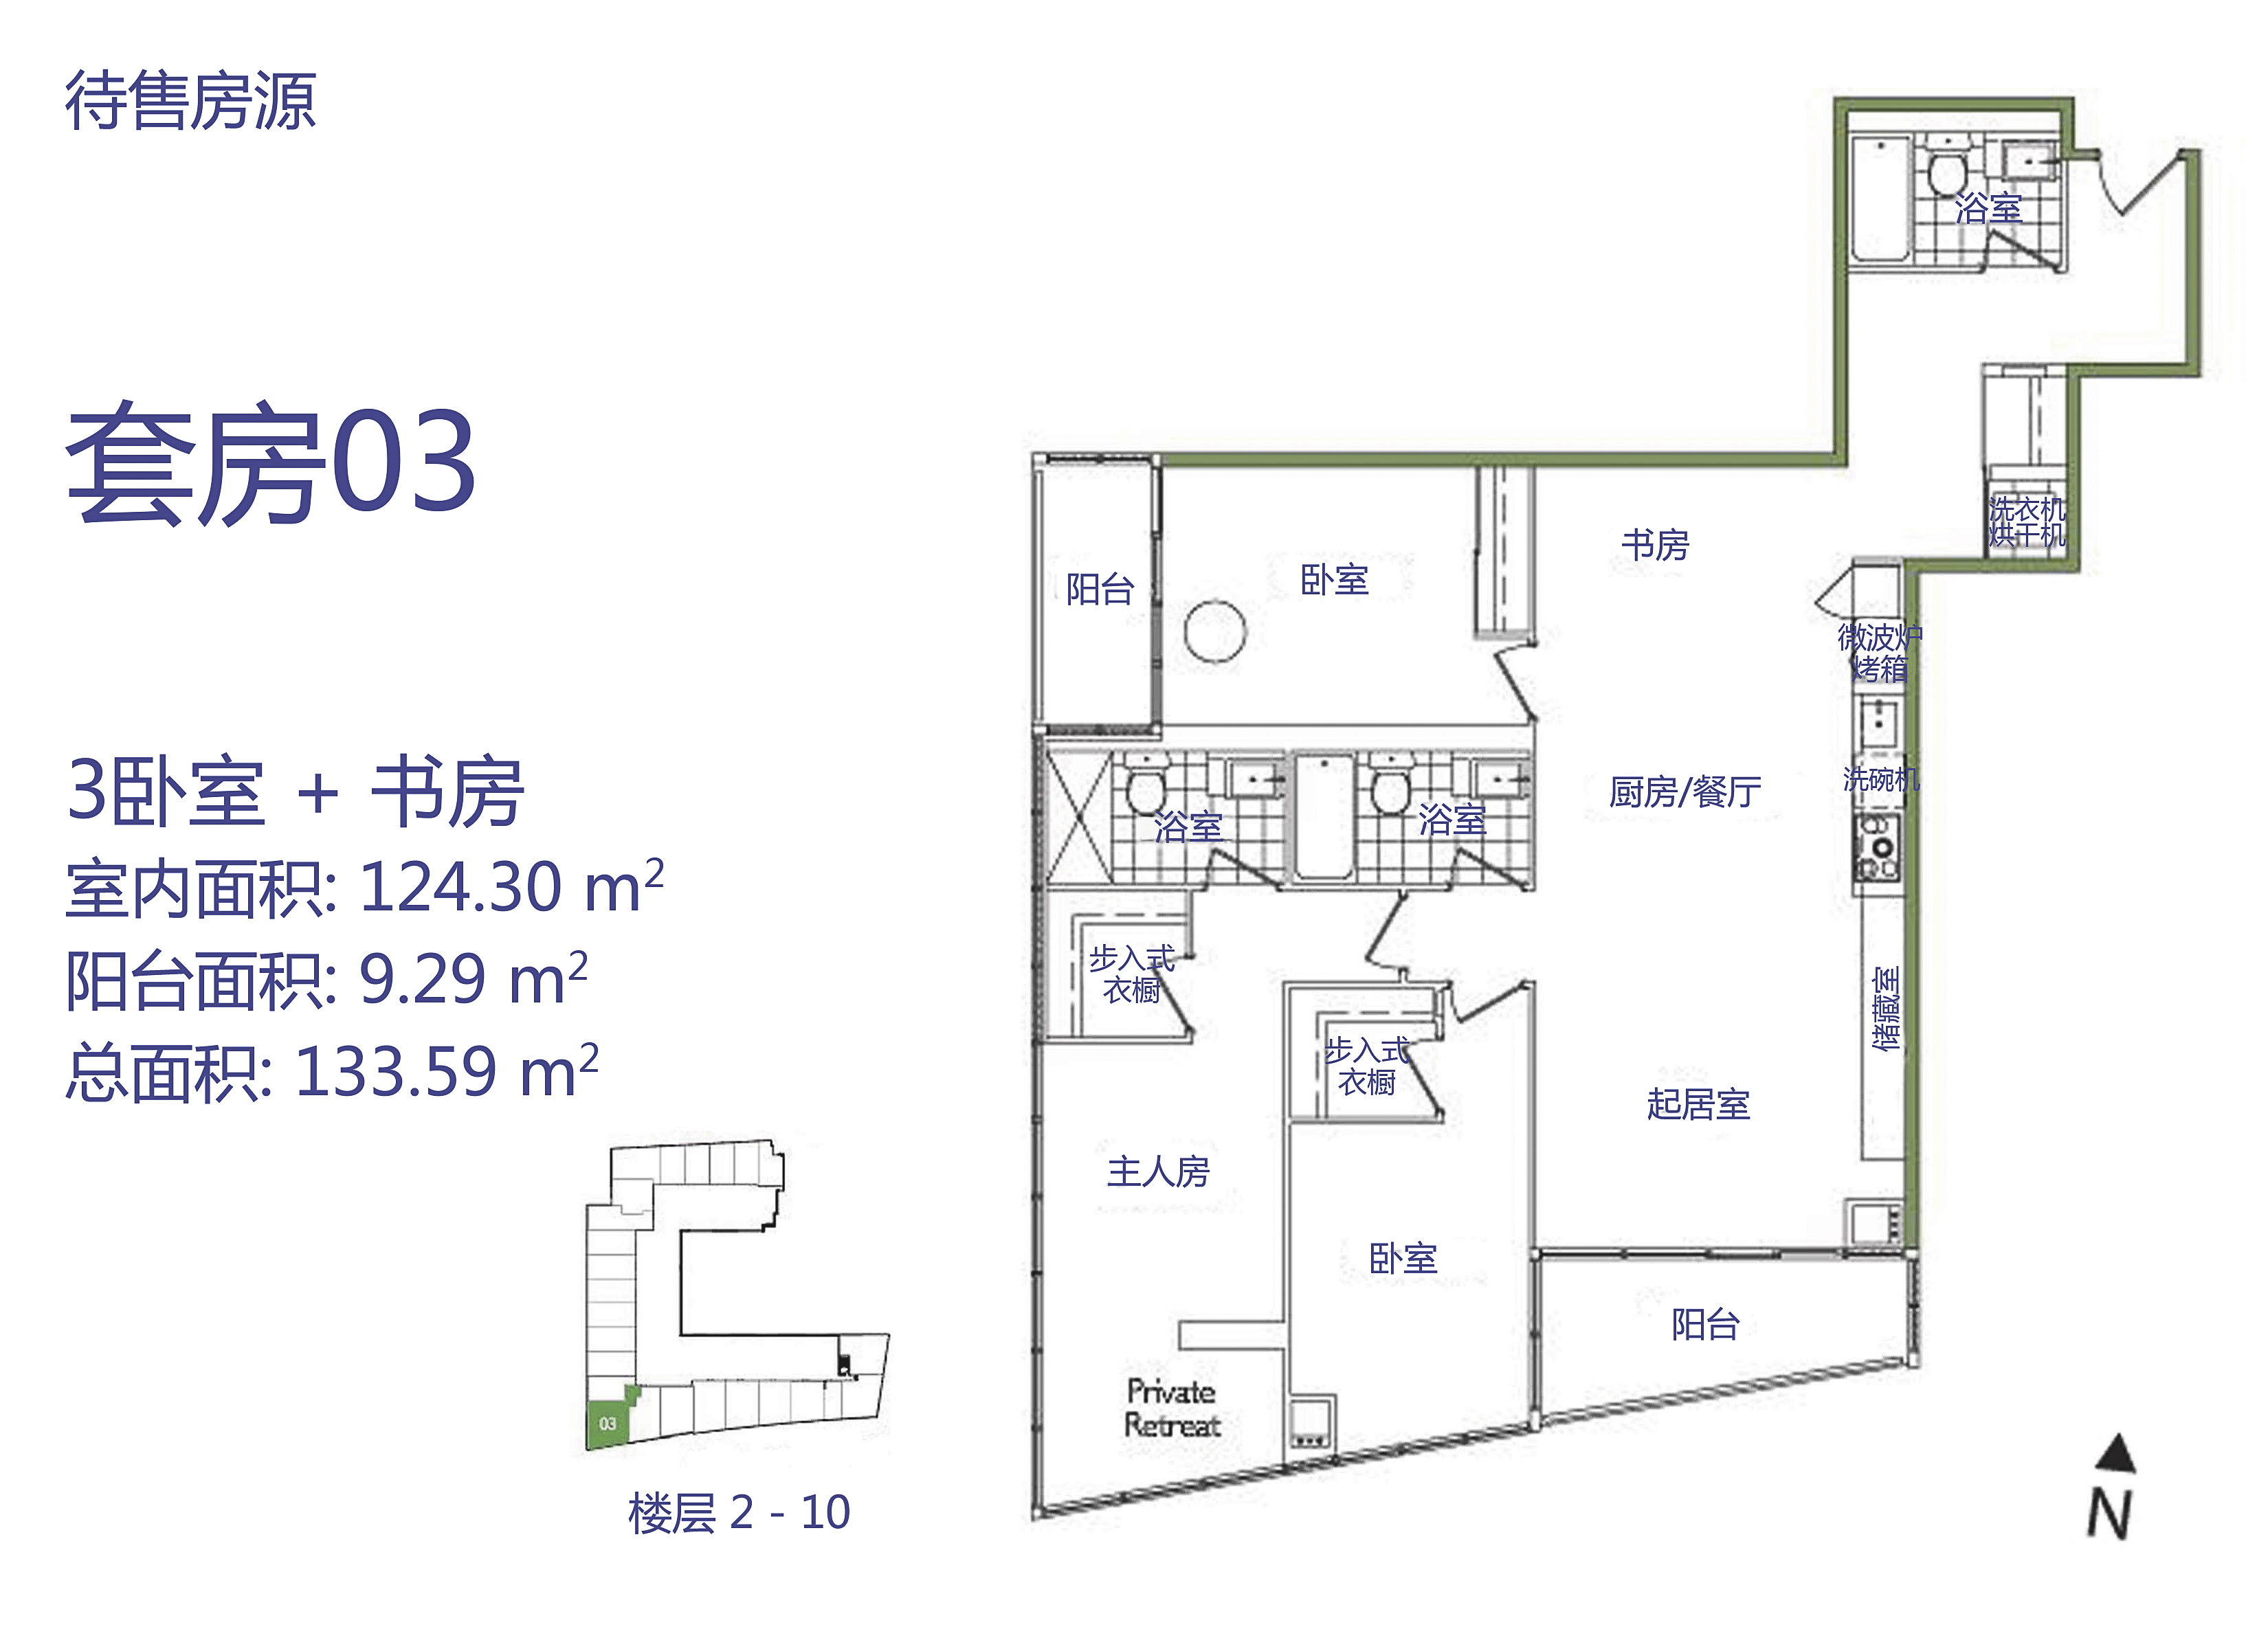 待售房源
套房03
3卧室 + 书房
室内面积: 124.30 m²
阳台面积: 9.29 m²
总面积: 133.59 m²
03
楼层 2 - 10
浴室
洗衣机
烘干机
书房
卧室
阳台
微波炉
烤箱
厨房/餐厅
洗碗机
浴室
浴室
步入式
衣橱
储藏室
步入式
衣橱
起居室
主人房
卧室
阳台
Private
Retreat
N